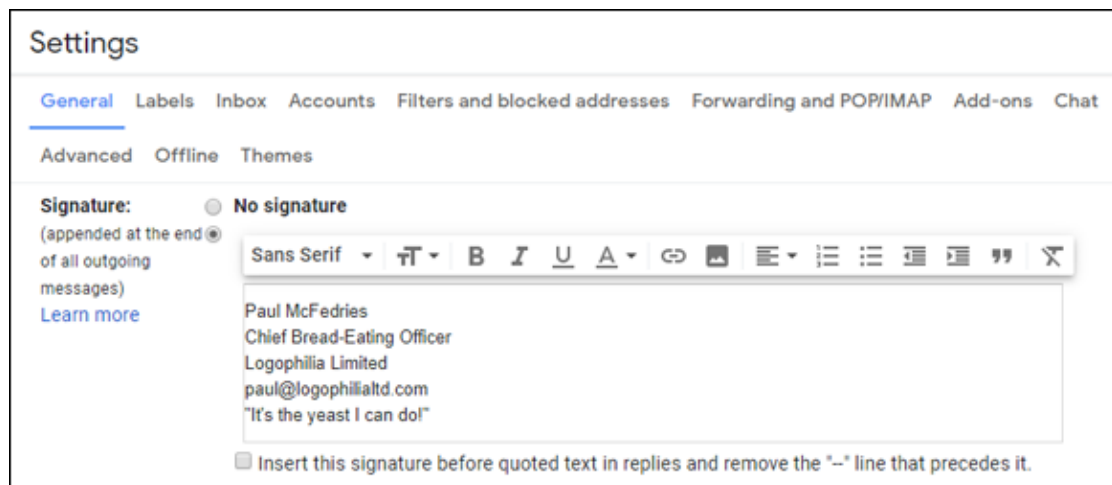 Settings
General Labels Inbox Accounts Filters and blocked addresses Forwarding and POP/IMAP Add-ons Chat
Advanced Offline Themes
Signature: No signature
(appended at the end
of all outgoing
messages)
Learn more
Sans Serif TT B I U A
Paul McFedries
Chief Bread-Eating Officer
Logophilia Limited
paul@logophilialtd.com
"It's the yeast I can do!"
Insert this signature before quoted text in replies and remove the "--" line that precedes it.